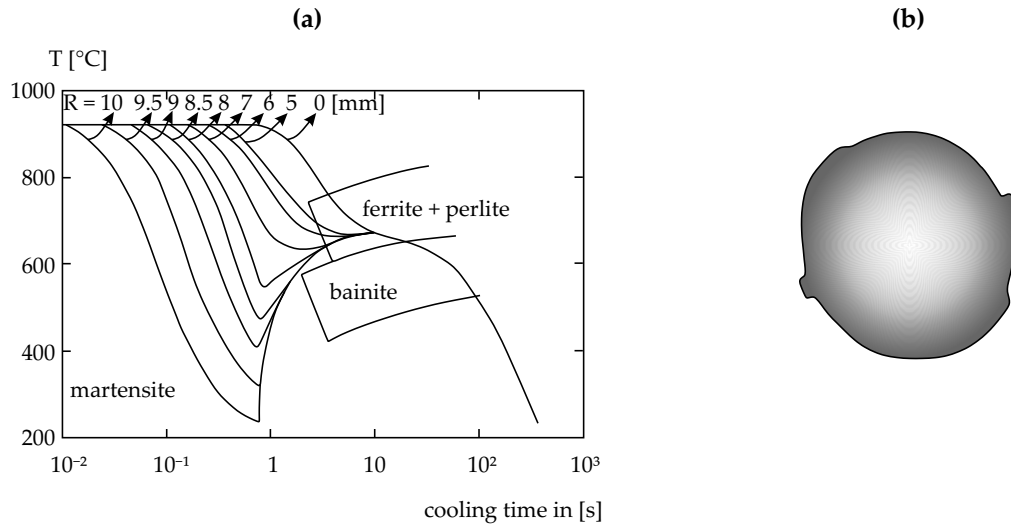 (a)
(b)
T [°C]
1000
R = 10 9.5 9 8.5 8 7 6 5 0 [mm]
800
ferrite + perlite
600
bainite
400
martensite
200
10⁻² 10⁻¹ 1 10 10² 10³
cooling time in [s]